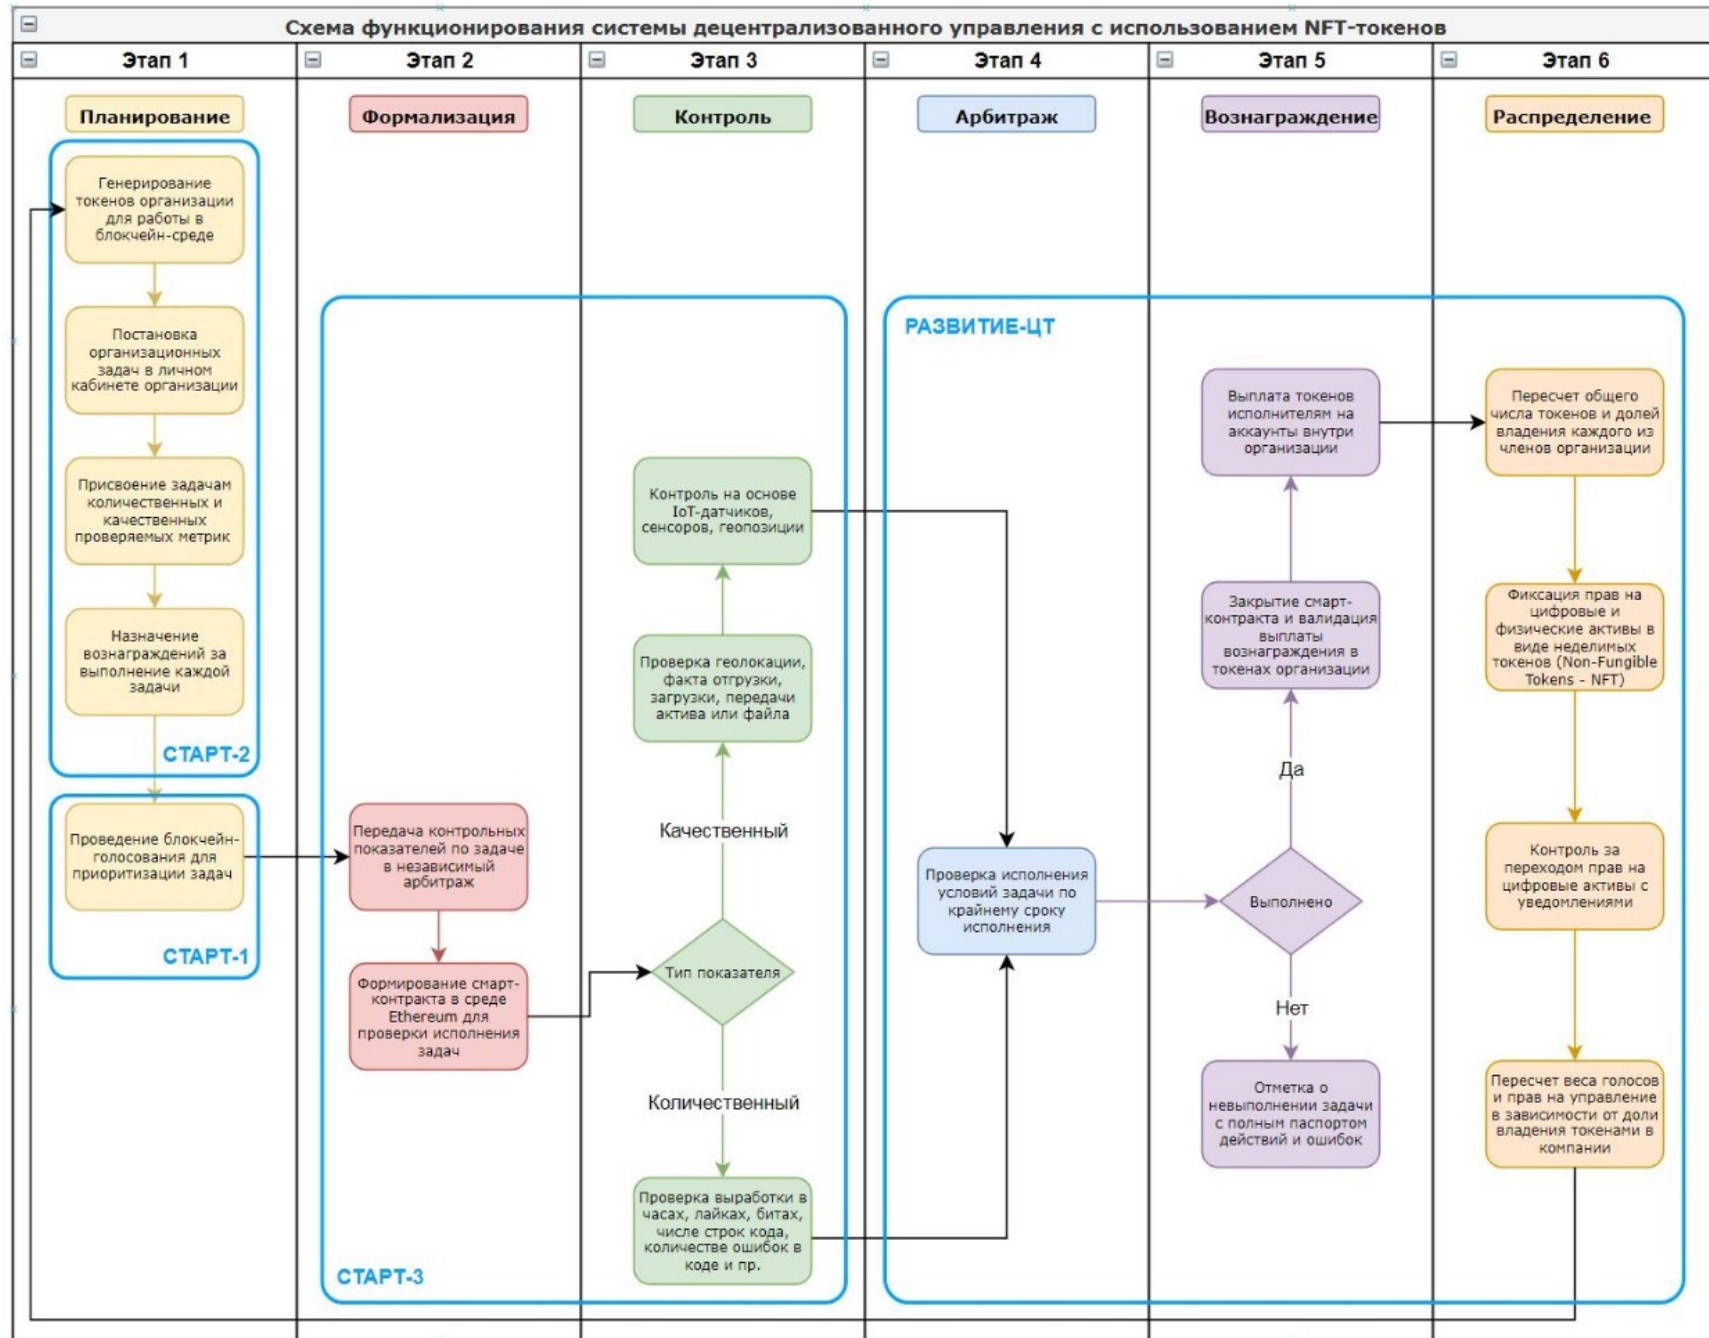 Схема функционирования системы децентрализованного управления с использованием NFT-токенов
Этап 1
Этап 2
Этап 3
Этап 4
Этап 5
Этап 6
Планирование
Формализация
Контроль
Арбитраж
Вознаграждение
Распределение
Генерирование
токенов организации
для работы в
блокчейн-среде
Постановка
организационных
задач в личном
кабинете организации
Присвоение задачам
количественных и
качественных
проверяемых метрик
Назначение
вознаграждений за
выполнение каждой
задачи
СТАРТ-2
Проведение блокчейн-
голосования для
приоритизации задач
СТАРТ-1
Передача контрольных
показателей по задаче
в независимый
арбитраж
Формирование смарт-
контракта в среде
Ethereum для
проверки исполнения
задач
СТАРТ-3
Контроль на основе
IoT-датчиков,
сенсоров, геопозиции
Проверка геолокации,
факта отгрузки,
загрузки, передачи
актива или файла
Качественный
Тип показателя
Количественный
Проверка выработки в
часах, лайках, битах,
числе строк кода,
количестве ошибок в
коде и пр.
РАЗВИТИЕ-ЦТ
Проверка исполнения
условий задачи по
крайнему сроку
исполнения
Выплата токенов
исполнителям на
аккаунты внутри
организации
Закрытие смарт-
контракта и валидация
выплаты
вознаграждения в
токенах организации
Да
Выполнено
Нет
Отметка о
невыполнении задачи
с полным паспортом
действий и ошибок
Пересчет общего
числа токенов и долей
владения каждого из
членов организации
Фиксация прав на
цифровые и
физические активы в
виде неделимых
токенов (Non-Fungible
Tokens - NFT)
Контроль за
переходом прав на
цифровые активы с
уведомлениями
Пересчет веса голосов
и прав на управление
в зависимости от доли
владения токенами в
компании